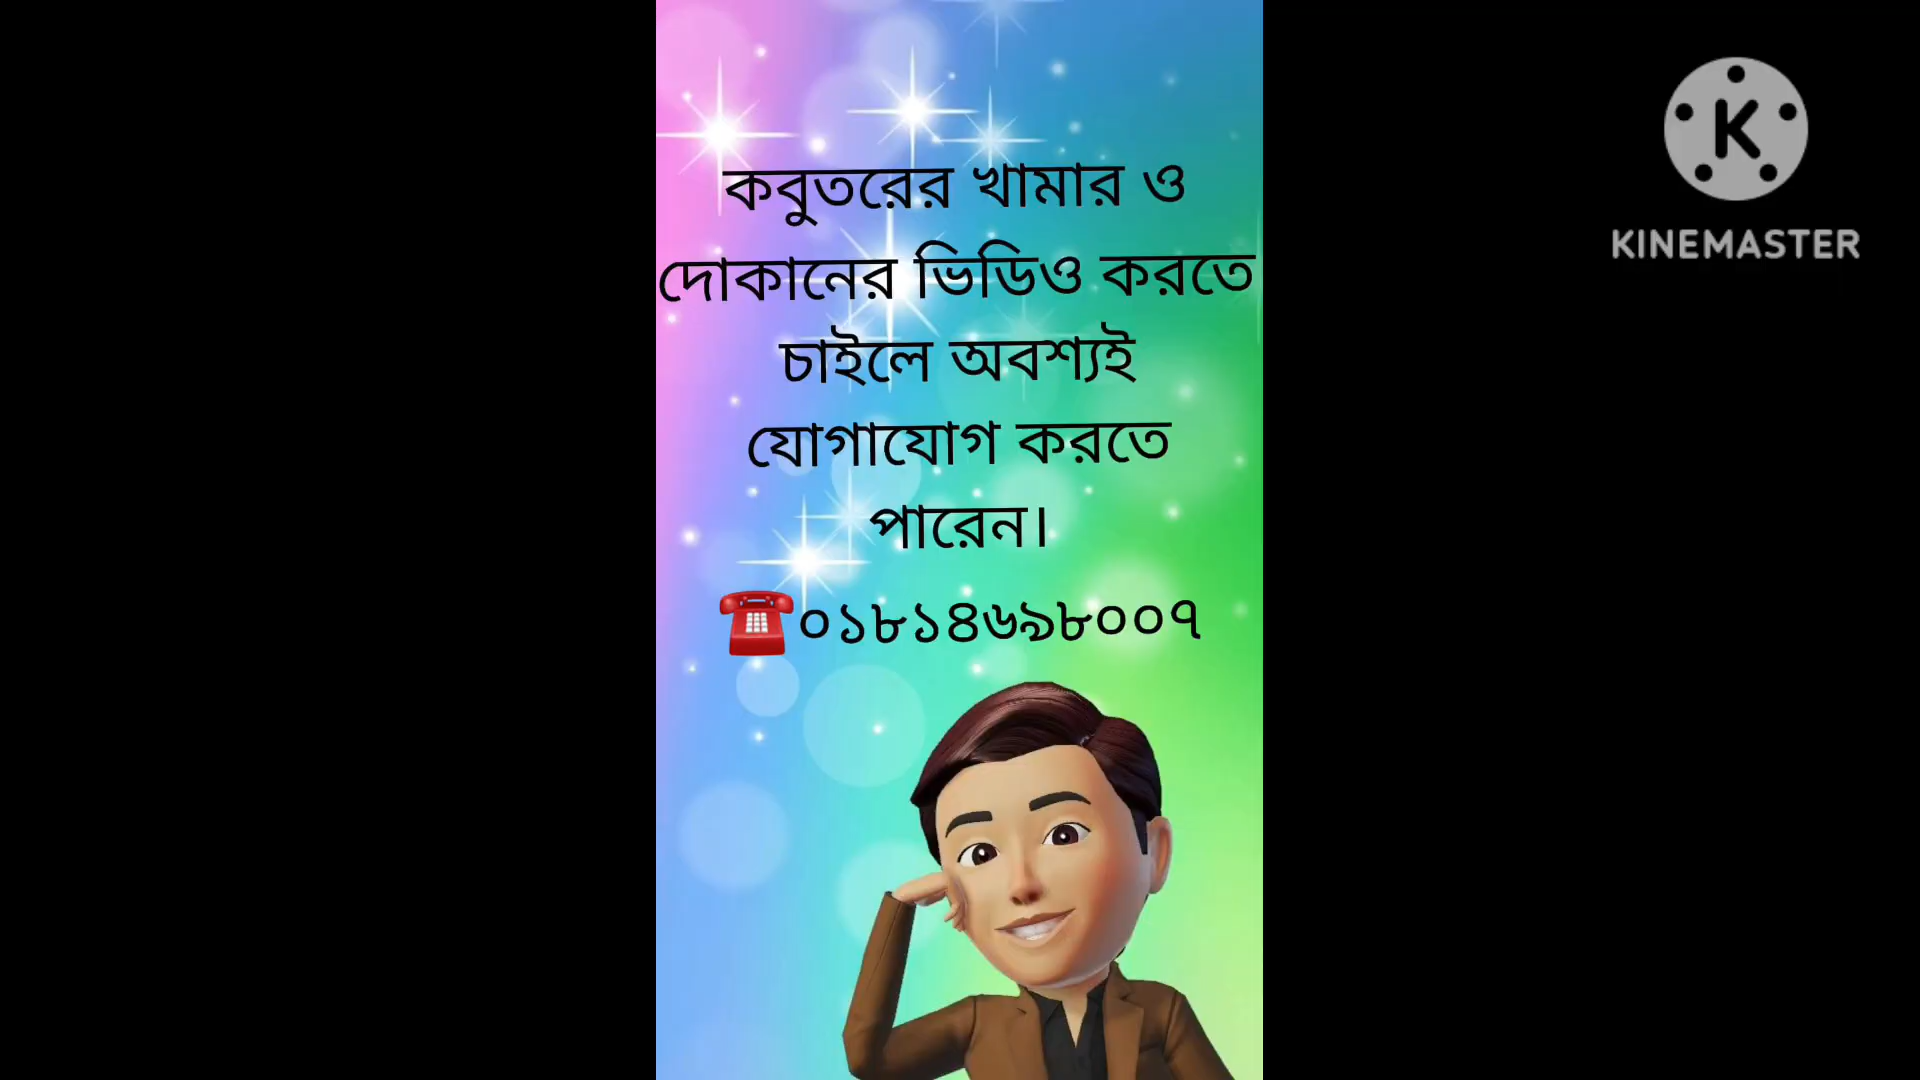 কবুতরের খামার ও
দোকানের ভিডিও করতে
চাইলে অবশ্যই
যোগাযোগ করতে
পারেন।
☎০১৮১৪৬৯৮০০৭
K
KINEMASTER